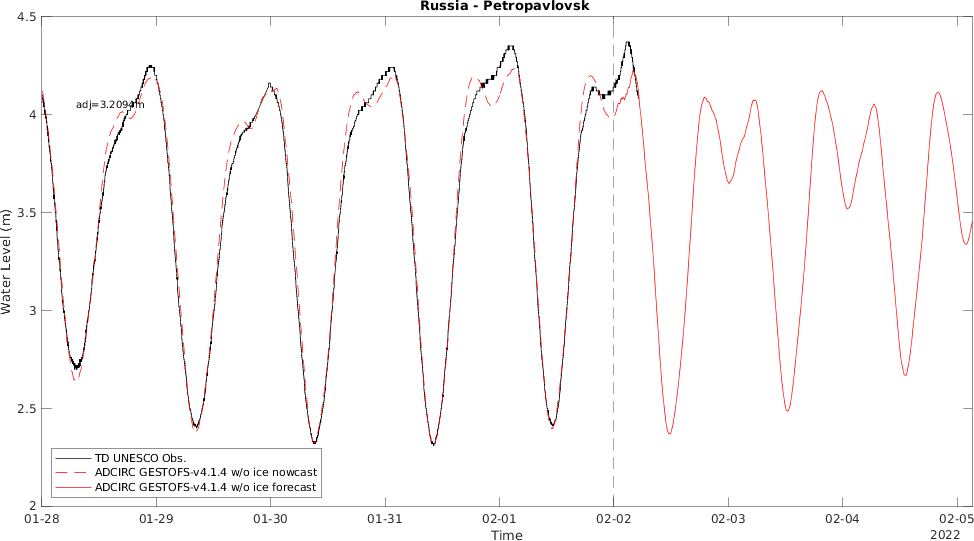 Russia - Petropavlovsk
4.5
4
3.5
3
2.5
2
Water Level (m)
adj=3.2094m
TD UNESCO Obs.
ADCIRC GESTOFS-v4.1.4 w/o ice nowcast
ADCIRC GESTOFS-v4.1.4 w/o ice forecast
01-28 01-29 01-30 01-31 02-01 02-02 02-03 02-04 02-05
Time
2022